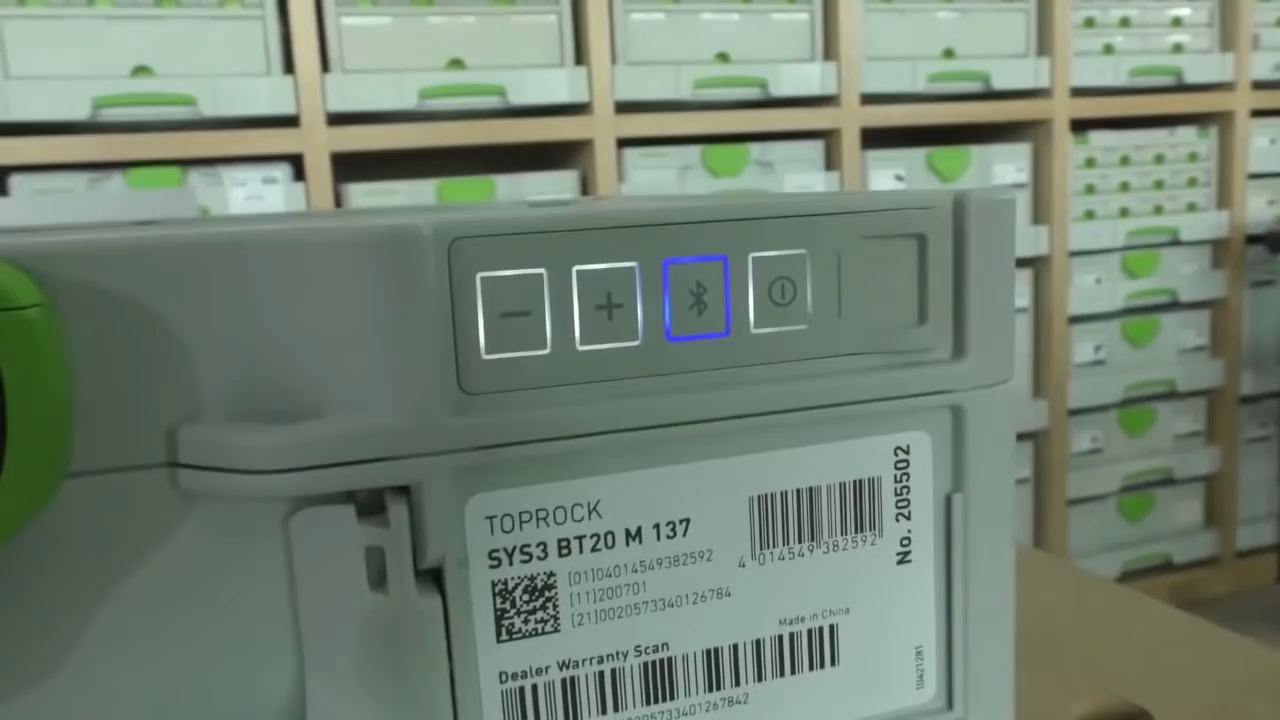 TOPROCK
SYS3 BT20 M 137
[01]04014549382592
[11]200701
[21]0020573340126784
4 014549 382592
No. 205502
Made in China
Dealer Warranty Scan
10421281